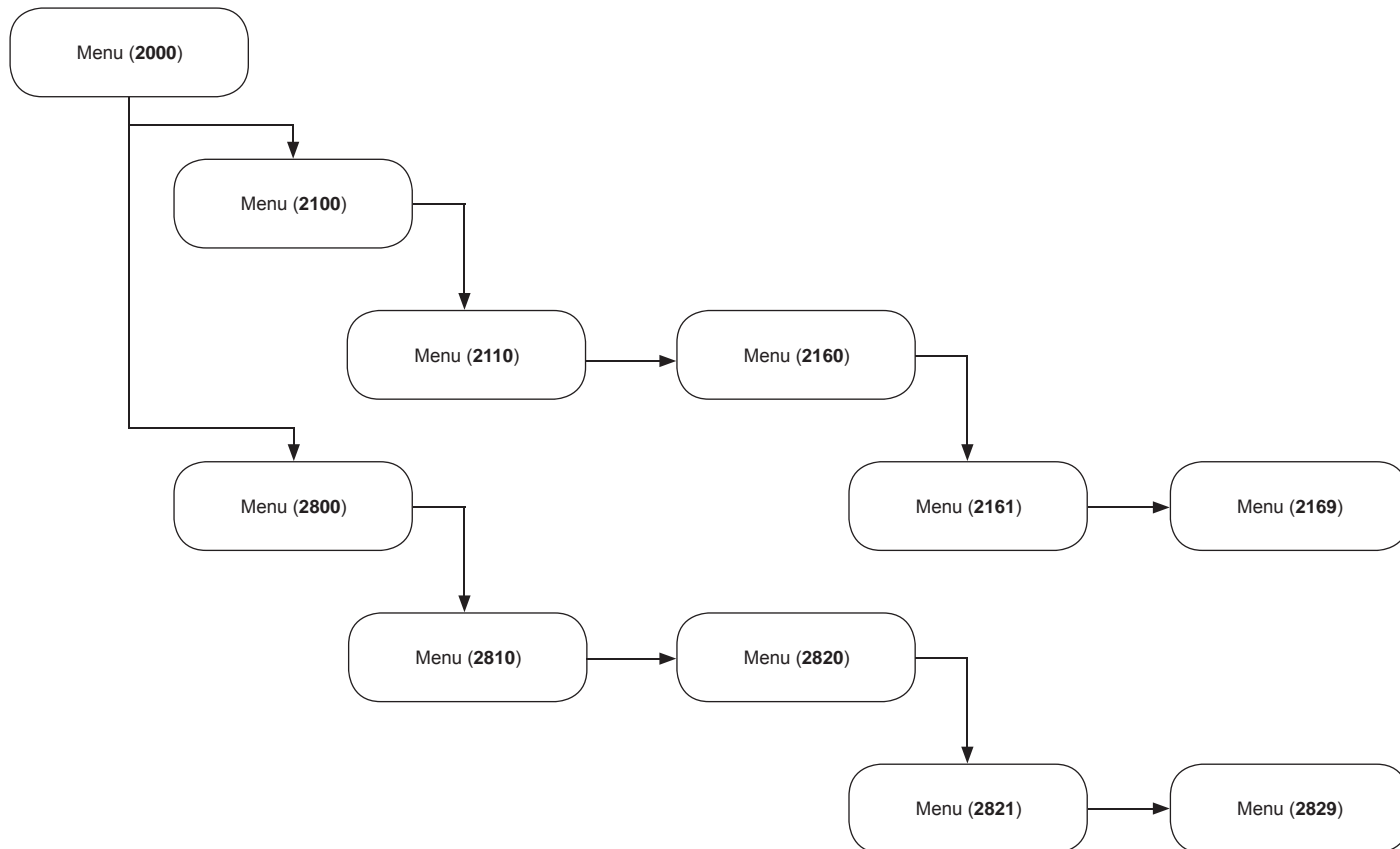 Menu (2000)
Menu (2100)
Menu (2110)
Menu (2160)
Menu (2800)
Menu (2161)
Menu (2169)
Menu (2810)
Menu (2820)
Menu (2821)
Menu (2829)